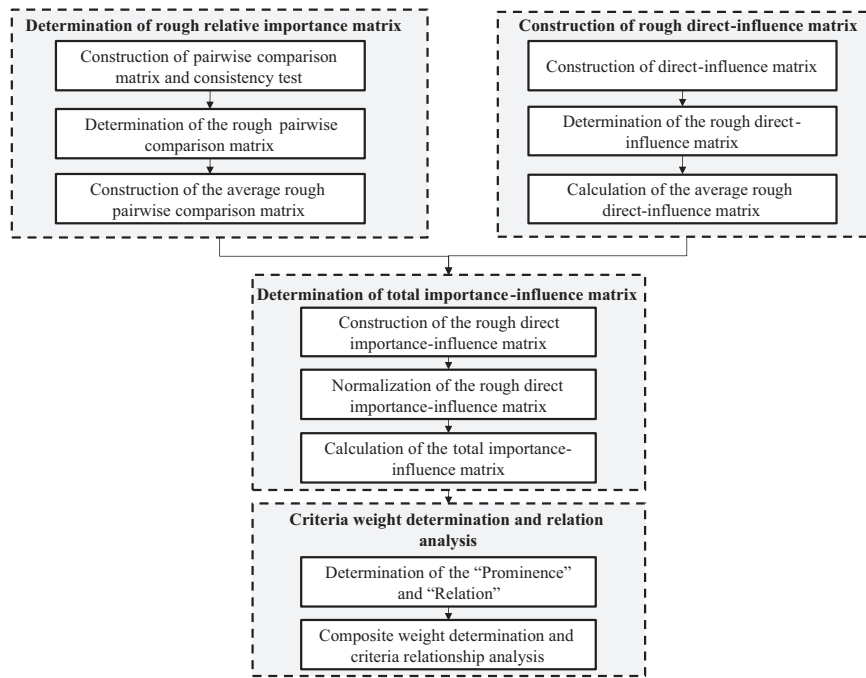 Determination of rough relative importance matrix
Construction of pairwise comparison
matrix and consistency test
Determination of the rough pairwise
comparison matrix
Construction of the average rough
pairwise comparison matrix
Construction of rough direct-influence matrix
Construction of direct-influence matrix
Determination of the rough direct-
influence matrix
Calculation of the average rough
direct-influence matrix
Determination of total importance-influence matrix
Construction of the rough direct
importance-influence matrix
Normalization of the rough direct
importance-influence matrix
Calculation of the total importance-
influence matrix
Criteria weight determination and relation
analysis
Determination of the “Prominence”
and “Relation”
Composite weight determination and
criteria relationship analysis